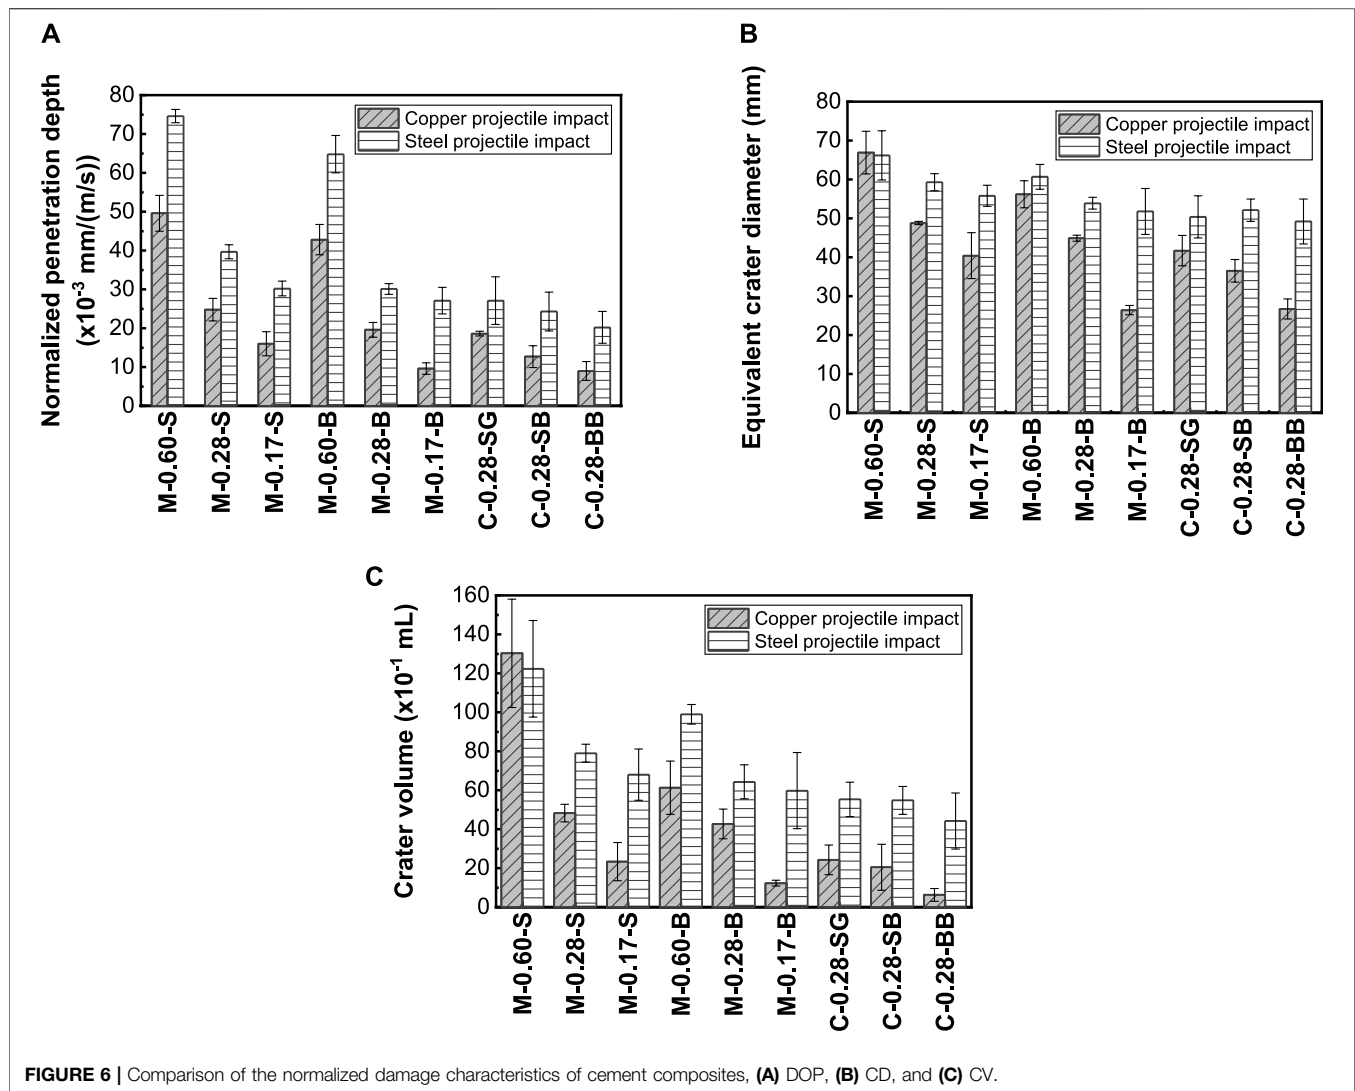 A
Normalized penetration depth
(x10⁻³ mm/(m/s))
80
70
60
50
40
30
20
10
0
Copper projectile impact
Steel projectile impact
M-0.60-S
M-0.28-S
M-0.17-S
M-0.60-B
M-0.28-B
M-0.17-B
C-0.28-SG
C-0.28-SB
C-0.28-BB
B
Equivalent crater diameter (mm)
80
70
60
50
40
30
20
10
0
Copper projectile impact
Steel projectile impact
M-0.60-S
M-0.28-S
M-0.17-S
M-0.60-B
M-0.28-B
M-0.17-B
C-0.28-SG
C-0.28-SB
C-0.28-BB
C
Crater volume (x10⁻¹ mL)
160
140
120
100
80
60
40
20
0
Copper projectile impact
Steel projectile impact
M-0.60-S
M-0.28-S
M-0.17-S
M-0.60-B
M-0.28-B
M-0.17-B
C-0.28-SG
C-0.28-SB
C-0.28-BB
FIGURE 6 | Comparison of the normalized damage characteristics of cement composites, (A) DOP, (B) CD, and (C) CV.